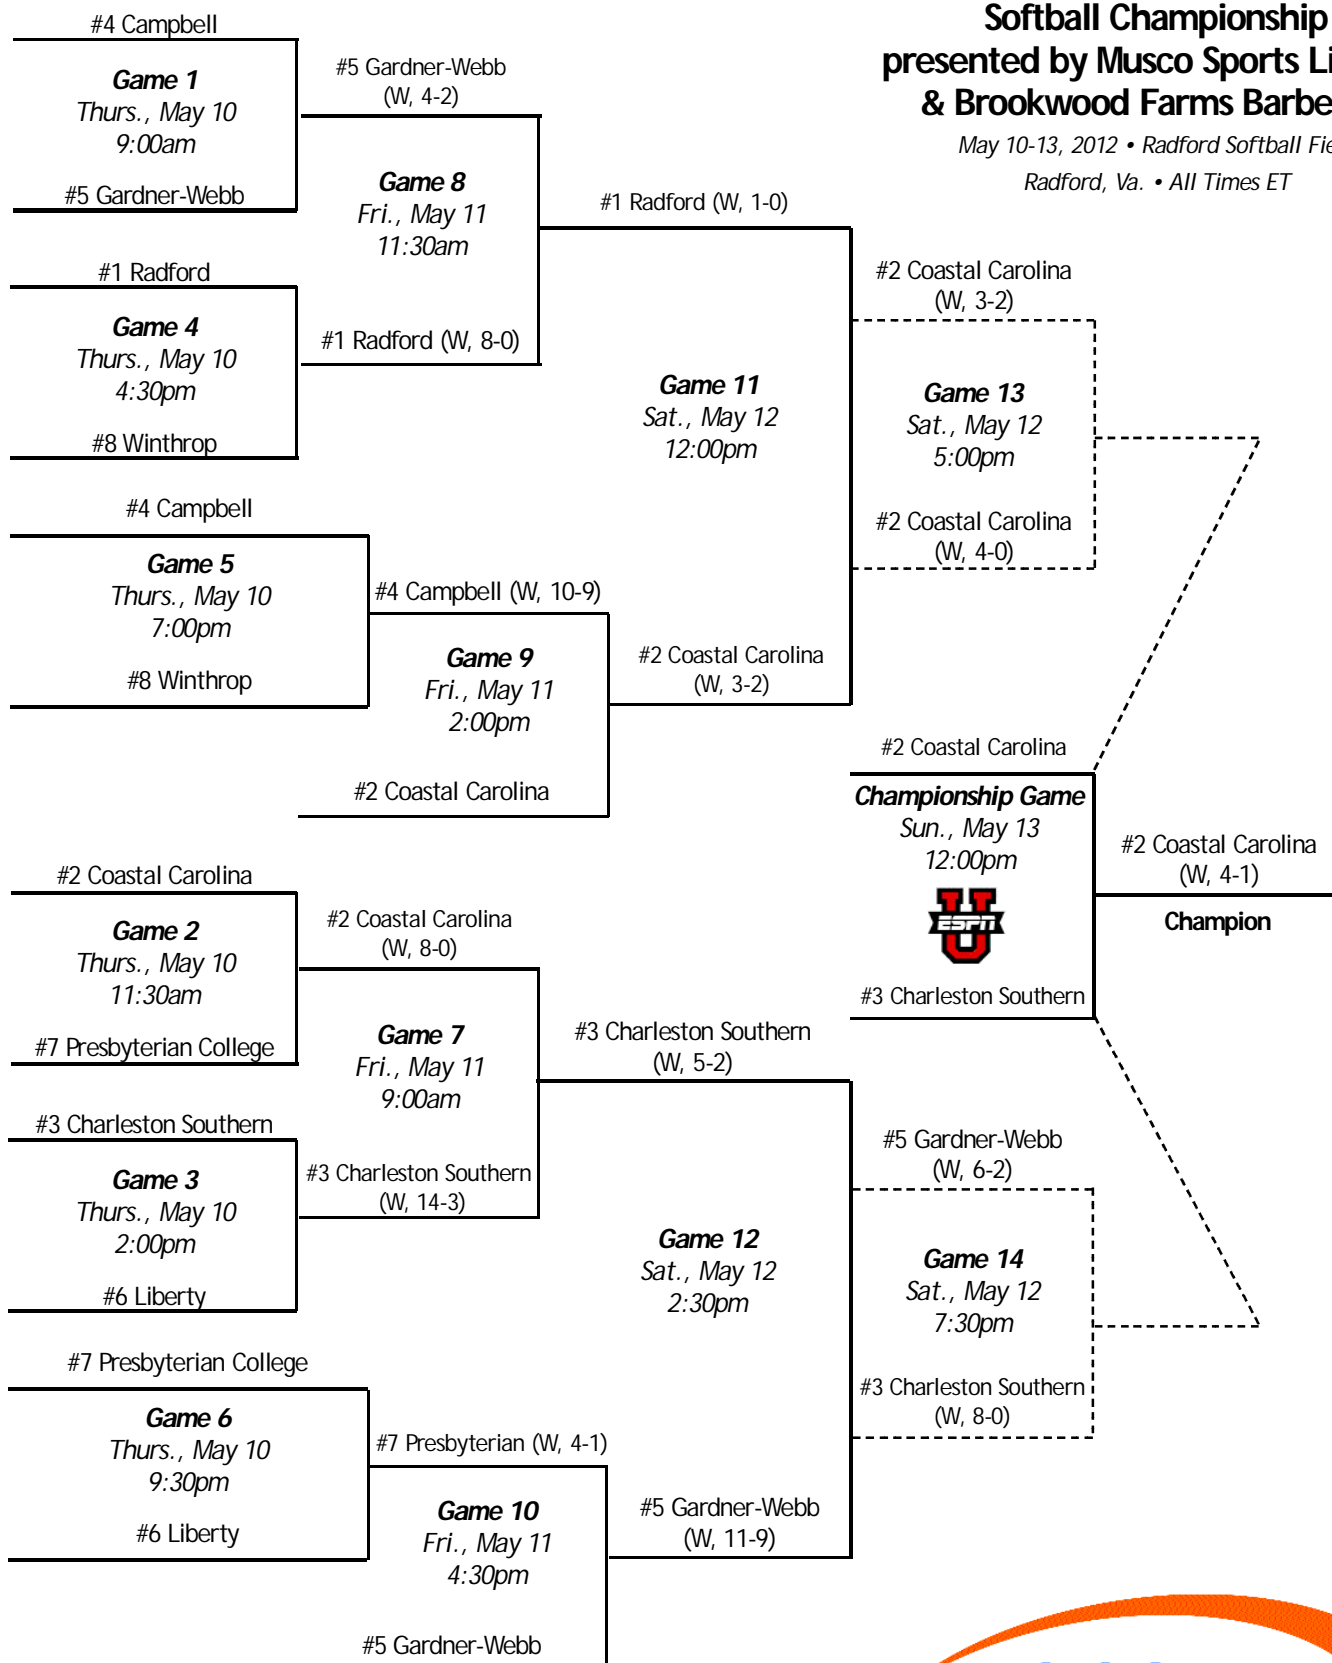 Softball Championship
presented by Musco Sports Li
& Brookwood Farms Barbe
May 10-13, 2012 • Radford Softball Fie
Radford, Va. • All Times ET
#4 Campbell
Game 1
Thurs., May 10
9:00am
#5 Gardner-Webb
#5 Gardner-Webb
(W, 4-2)
Game 8
Fri., May 11
11:30am
#1 Radford (W, 8-0)
#1 Radford
Game 4
Thurs., May 10
4:30pm
#8 Winthrop
#1 Radford (W, 1-0)
Game 11
Sat., May 12
12:00pm
#2 Coastal Carolina
(W, 3-2)
#2 Coastal Carolina
(W, 3-2)
Game 13
Sat., May 12
5:00pm
#2 Coastal Carolina
(W, 4-0)
#4 Campbell
Game 5
Thurs., May 10
7:00pm
#8 Winthrop
#4 Campbell (W, 10-9)
Game 9
Fri., May 11
2:00pm
#2 Coastal Carolina
#2 Coastal Carolina
Championship Game
Sun., May 13
12:00pm
ESPN
U
#3 Charleston Southern
#2 Coastal Carolina
(W, 4-1)
Champion
#2 Coastal Carolina
Game 2
Thurs., May 10
11:30am
#7 Presbyterian College
#2 Coastal Carolina
(W, 8-0)
Game 7
Fri., May 11
9:00am
#3 Charleston Southern
(W, 14-3)
#3 Charleston Southern
Game 3
Thurs., May 10
2:00pm
#6 Liberty
#3 Charleston Southern
(W, 5-2)
Game 12
Sat., May 12
2:30pm
#5 Gardner-Webb
(W, 11-9)
#5 Gardner-Webb
(W, 6-2)
Game 14
Sat., May 12
7:30pm
#3 Charleston Southern
(W, 8-0)
#7 Presbyterian College
Game 6
Thurs., May 10
9:30pm
#6 Liberty
#7 Presbyterian (W, 4-1)
Game 10
Fri., May 11
4:30pm
#5 Gardner-Webb